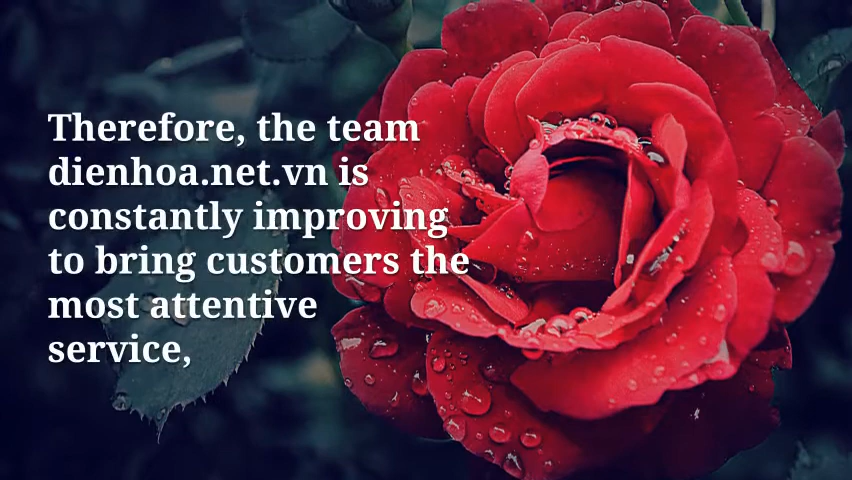 Therefore, the team
dienhoa.net.vn is
constantly improving
to bring customers the
most attentive
service,